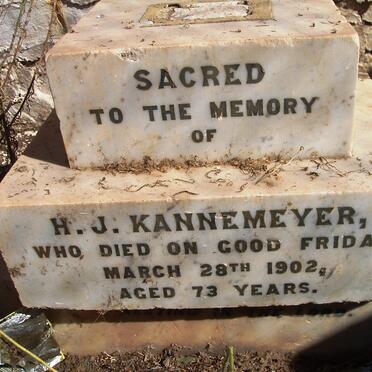 SACRED
TO THE MEMORY
OF
H. J. KANNEMEYER,
WHO DIED ON GOOD FRIDA
MARCH 28TH 1902,
AGED 73 YEARS.